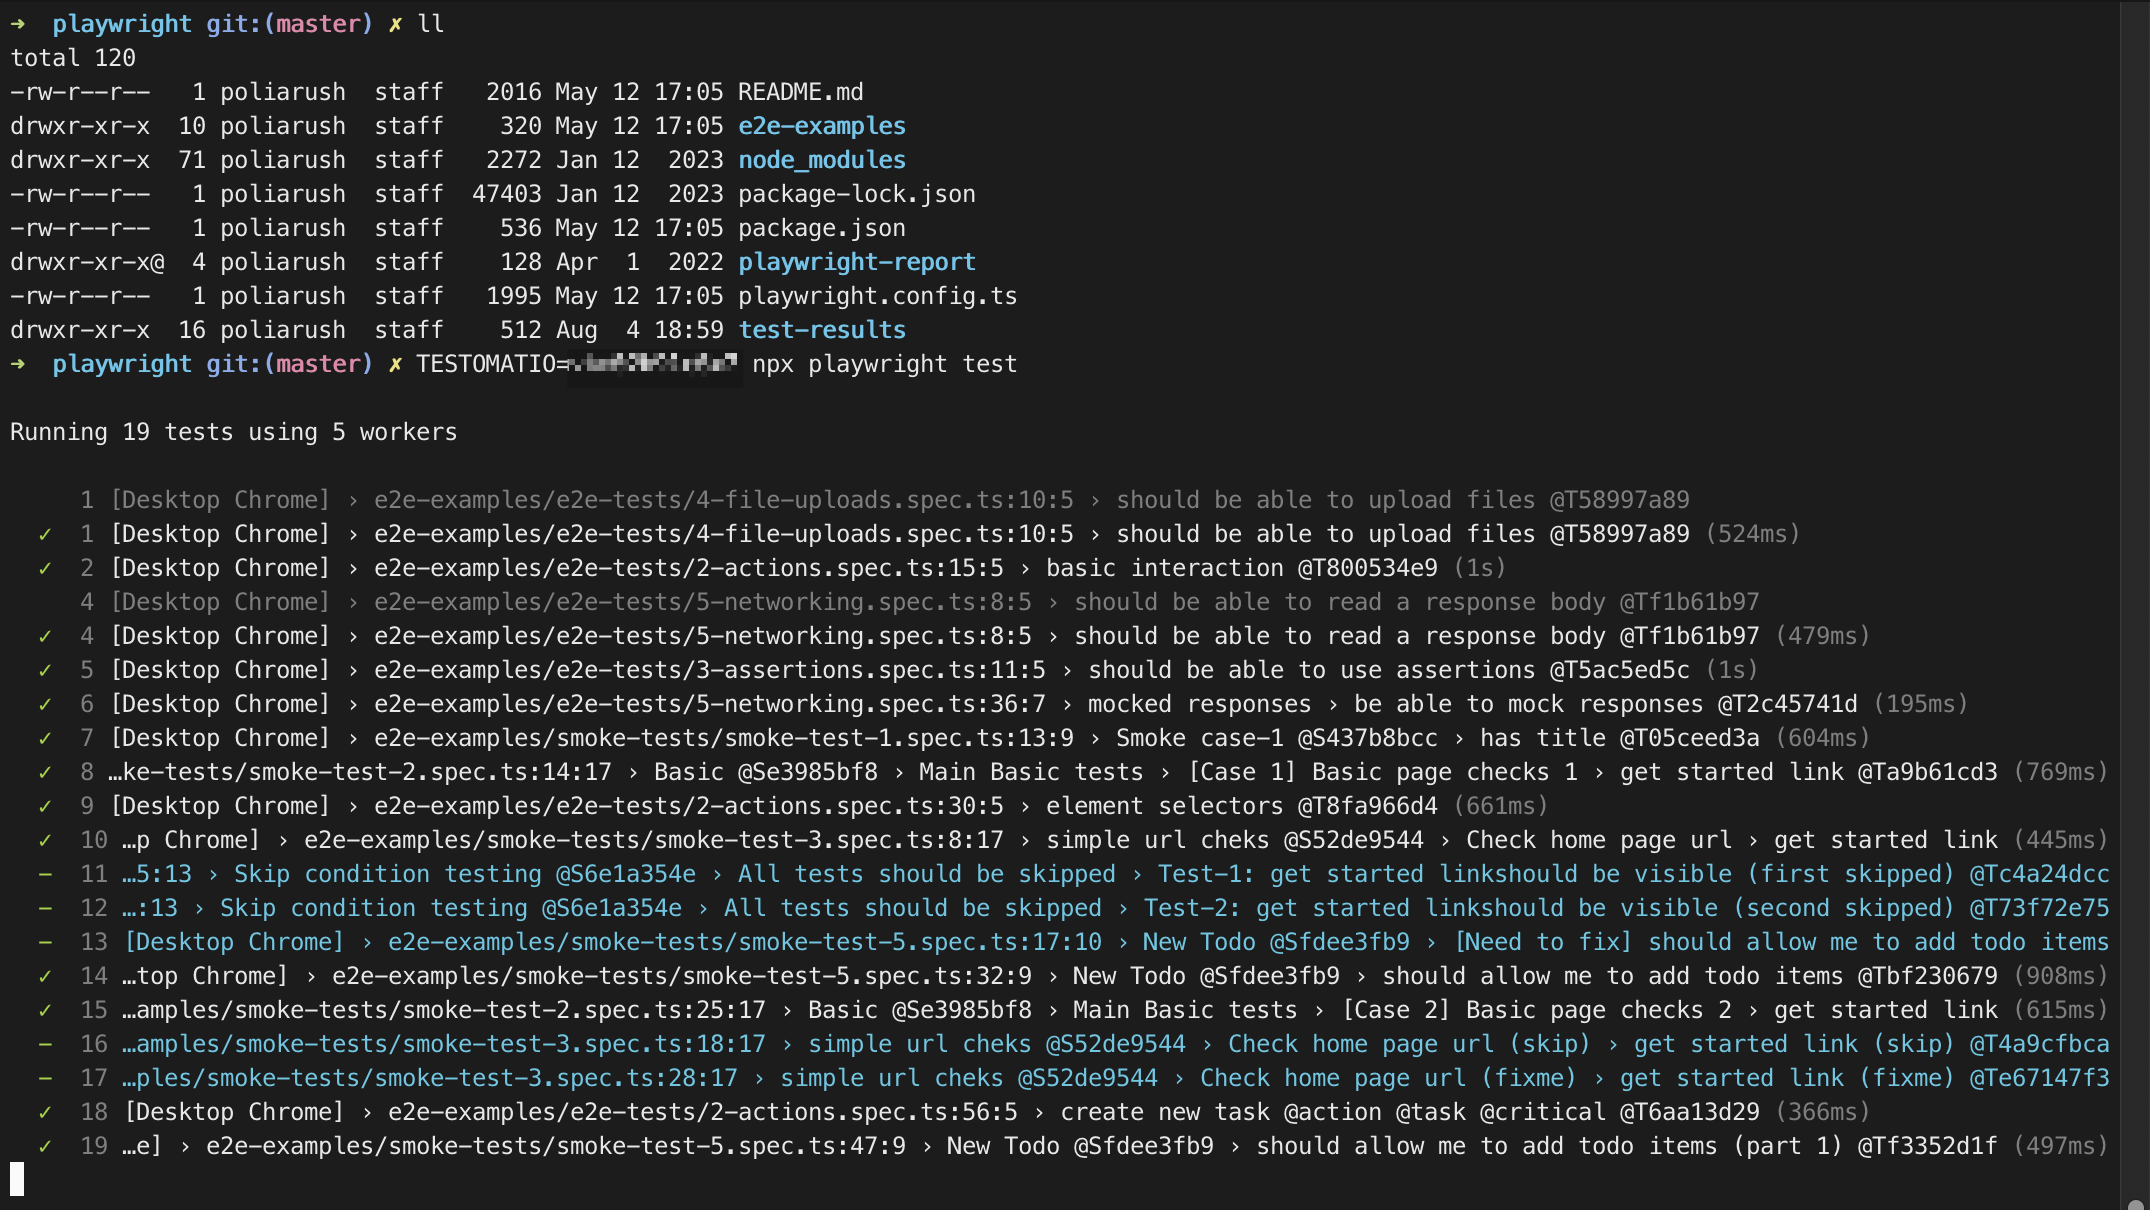 ➜  playwright git:(master) ✗ ll
total 120
-rw-r--r--   1 poliarush  staff   2016 May 12 17:05 README.md
drwxr-xr-x  10 poliarush  staff    320 May 12 17:05 e2e-examples
drwxr-xr-x  71 poliarush  staff   2272 Jan 12  2023 node_modules
-rw-r--r--   1 poliarush  staff  47403 Jan 12  2023 package-lock.json
-rw-r--r--   1 poliarush  staff    536 May 12 17:05 package.json
drwxr-xr-x@  4 poliarush  staff    128 Apr  1  2022 playwright-report
-rw-r--r--   1 poliarush  staff   1995 May 12 17:05 playwright.config.ts
drwxr-xr-x  16 poliarush  staff    512 Aug  4 18:59 test-results
➜  playwright git:(master) ✗ TESTOMATIO= npx playwright test
Running 19 tests using 5 workers
1 [Desktop Chrome] › e2e-examples/e2e-tests/4-file-uploads.spec.ts:10:5 › should be able to upload files @T58997a89
✓  1 [Desktop Chrome] › e2e-examples/e2e-tests/4-file-uploads.spec.ts:10:5 › should be able to upload files @T58997a89 (524ms)
✓  2 [Desktop Chrome] › e2e-examples/e2e-tests/2-actions.spec.ts:15:5 › basic interaction @T800534e9 (1s)
4 [Desktop Chrome] › e2e-examples/e2e-tests/5-networking.spec.ts:8:5 › should be able to read a response body @Tf1b61b97
✓  4 [Desktop Chrome] › e2e-examples/e2e-tests/5-networking.spec.ts:8:5 › should be able to read a response body @Tf1b61b97 (479ms)
✓  5 [Desktop Chrome] › e2e-examples/e2e-tests/3-assertions.spec.ts:11:5 › should be able to use assertions @T5ac5ed5c (1s)
✓  6 [Desktop Chrome] › e2e-examples/e2e-tests/5-networking.spec.ts:36:7 › mocked responses › be able to mock responses @T2c45741d (195ms)
✓  7 [Desktop Chrome] › e2e-examples/smoke-tests/smoke-test-1.spec.ts:13:9 › Smoke case-1 @S437b8bcc › has title @T05ceed3a (604ms)
✓  8 …ke-tests/smoke-test-2.spec.ts:14:17 › Basic @Se3985bf8 › Main Basic tests › [Case 1] Basic page checks 1 › get started link @Ta9b61cd3 (769ms)
✓  9 [Desktop Chrome] › e2e-examples/e2e-tests/2-actions.spec.ts:30:5 › element selectors @T8fa966d4 (661ms)
✓  10 …p Chrome] › e2e-examples/smoke-tests/smoke-test-3.spec.ts:8:17 › simple url cheks @S52de9544 › Check home page url › get started link (445ms)
-  11 …5:13 › Skip condition testing @S6e1a354e › All tests should be skipped › Test-1: get started linkshould be visible (first skipped) @Tc4a24dcc
-  12 …:13 › Skip condition testing @S6e1a354e › All tests should be skipped › Test-2: get started linkshould be visible (second skipped) @T73f72e75
-  13 [Desktop Chrome] › e2e-examples/smoke-tests/smoke-test-5.spec.ts:17:10 › New Todo @Sfdee3fb9 › [Need to fix] should allow me to add todo items
✓  14 …top Chrome] › e2e-examples/smoke-tests/smoke-test-5.spec.ts:32:9 › New Todo @Sfdee3fb9 › should allow me to add todo items @Tbf230679 (908ms)
✓  15 …amples/smoke-tests/smoke-test-2.spec.ts:25:17 › Basic @Se3985bf8 › Main Basic tests › [Case 2] Basic page checks 2 › get started link (615ms)
-  16 …amples/smoke-tests/smoke-test-3.spec.ts:18:17 › simple url cheks @S52de9544 › Check home page url (skip) › get started link (skip) @T4a9cfbca
-  17 …ples/smoke-tests/smoke-test-3.spec.ts:28:17 › simple url cheks @S52de9544 › Check home page url (fixme) › get started link (fixme) @Te67147f3
✓  18 [Desktop Chrome] › e2e-examples/e2e-tests/2-actions.spec.ts:56:5 › create new task @action @task @critical @T6aa13d29 (366ms)
✓  19 …e] › e2e-examples/smoke-tests/smoke-test-5.spec.ts:47:9 › New Todo @Sfdee3fb9 › should allow me to add todo items (part 1) @Tf3352d1f (497ms)